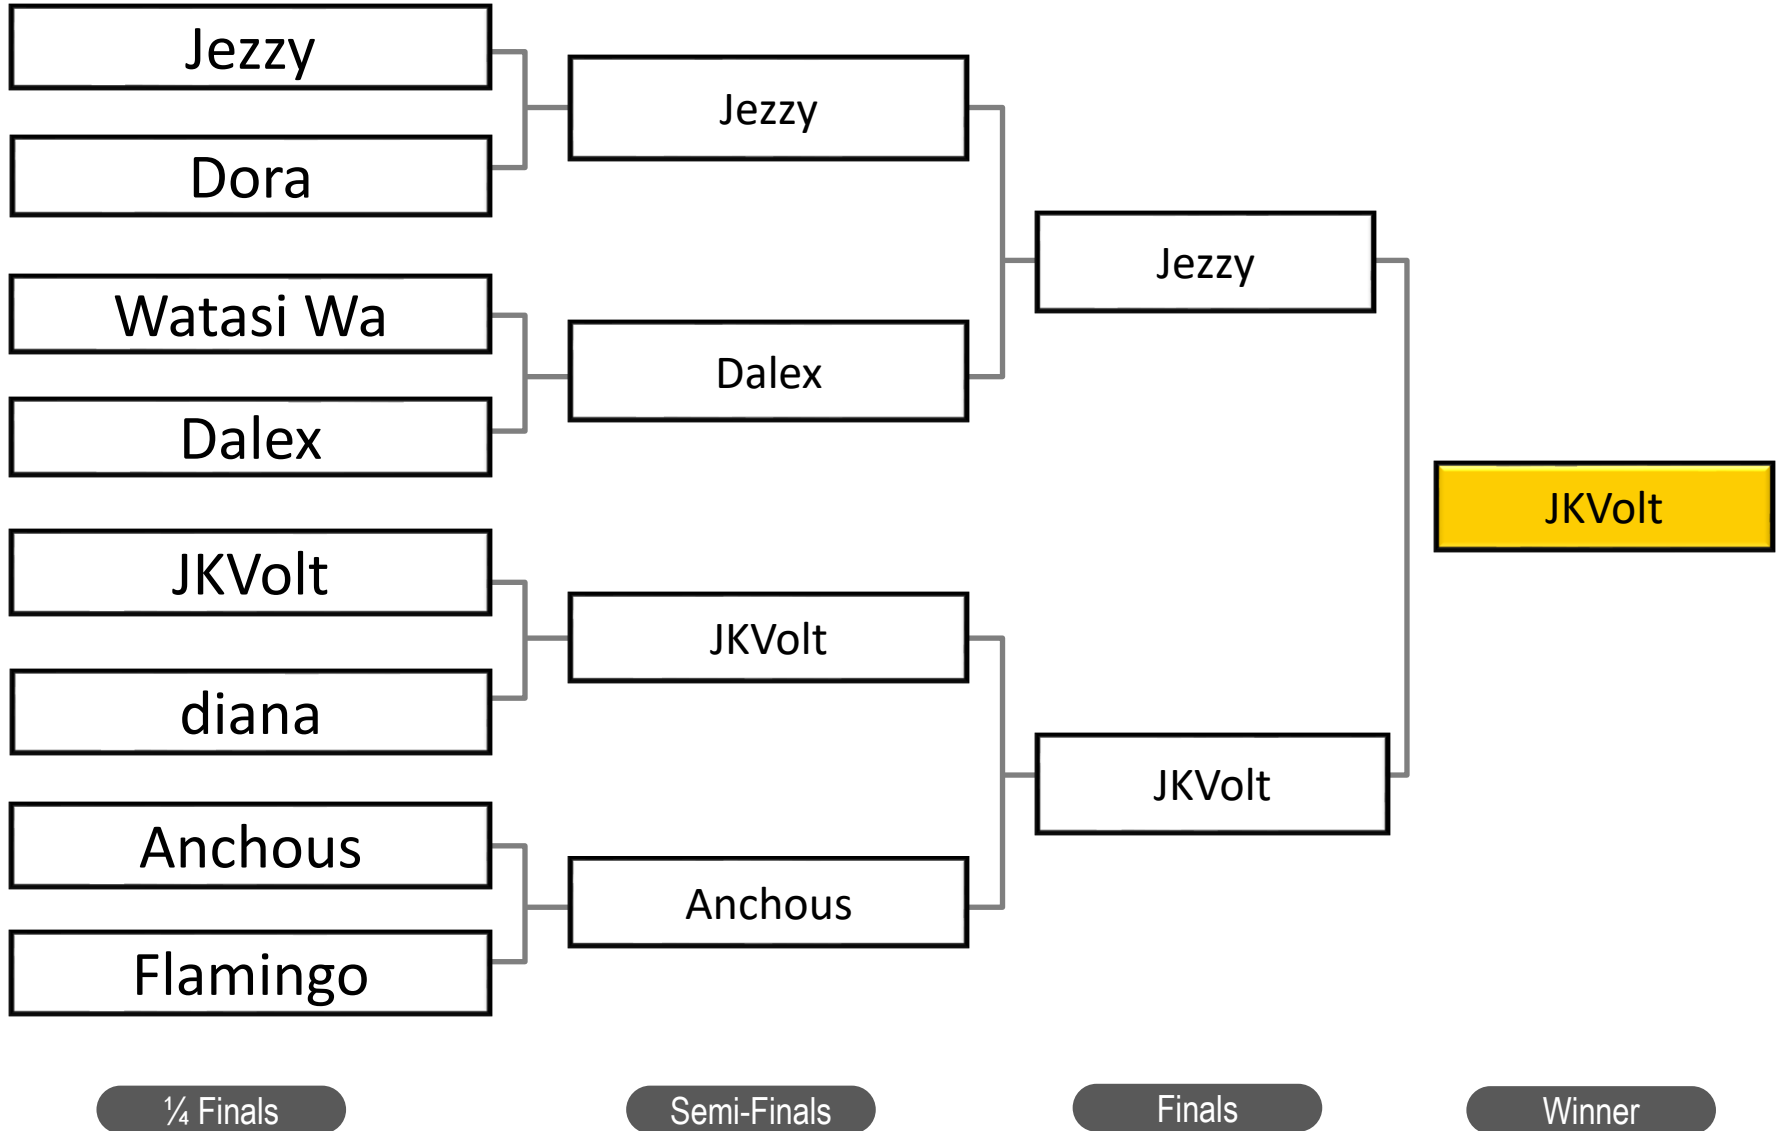 Jezzy
Dora
Watasi Wa
Dalex
JKVolt
diana
Anchous
Flamingo
Jezzy
Dalex
JKVolt
Anchous
Jezzy
JKVolt
JKVolt
¼ Finals
Semi-Finals
Finals
Winner